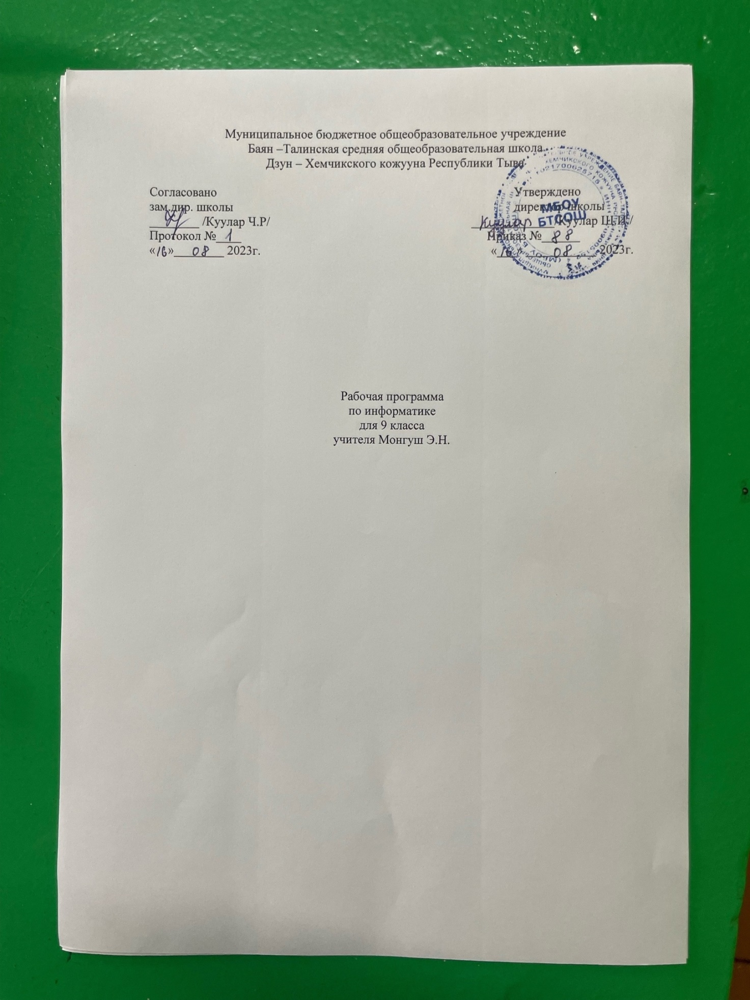 Муниципальное бюджетное общеобразовательное учреждение
Баян –Талинская средняя общеобразовательная школа
Дзун – Хемчикского кожууна Республики Тыва
Согласовано
зам.дир. школы
/Куулар Ч.Р/
Протокол № 1
«16» 08 2023г.
Утверждено
директор школы
Куулар /Куулар Ш.И./
Приказ № 88
«16» 08 2023г.
МБОУ
БТСОШ
1021700628715
Рабочая программа
по информатике
для 9 класса
учителя Монгуш Э.Н.